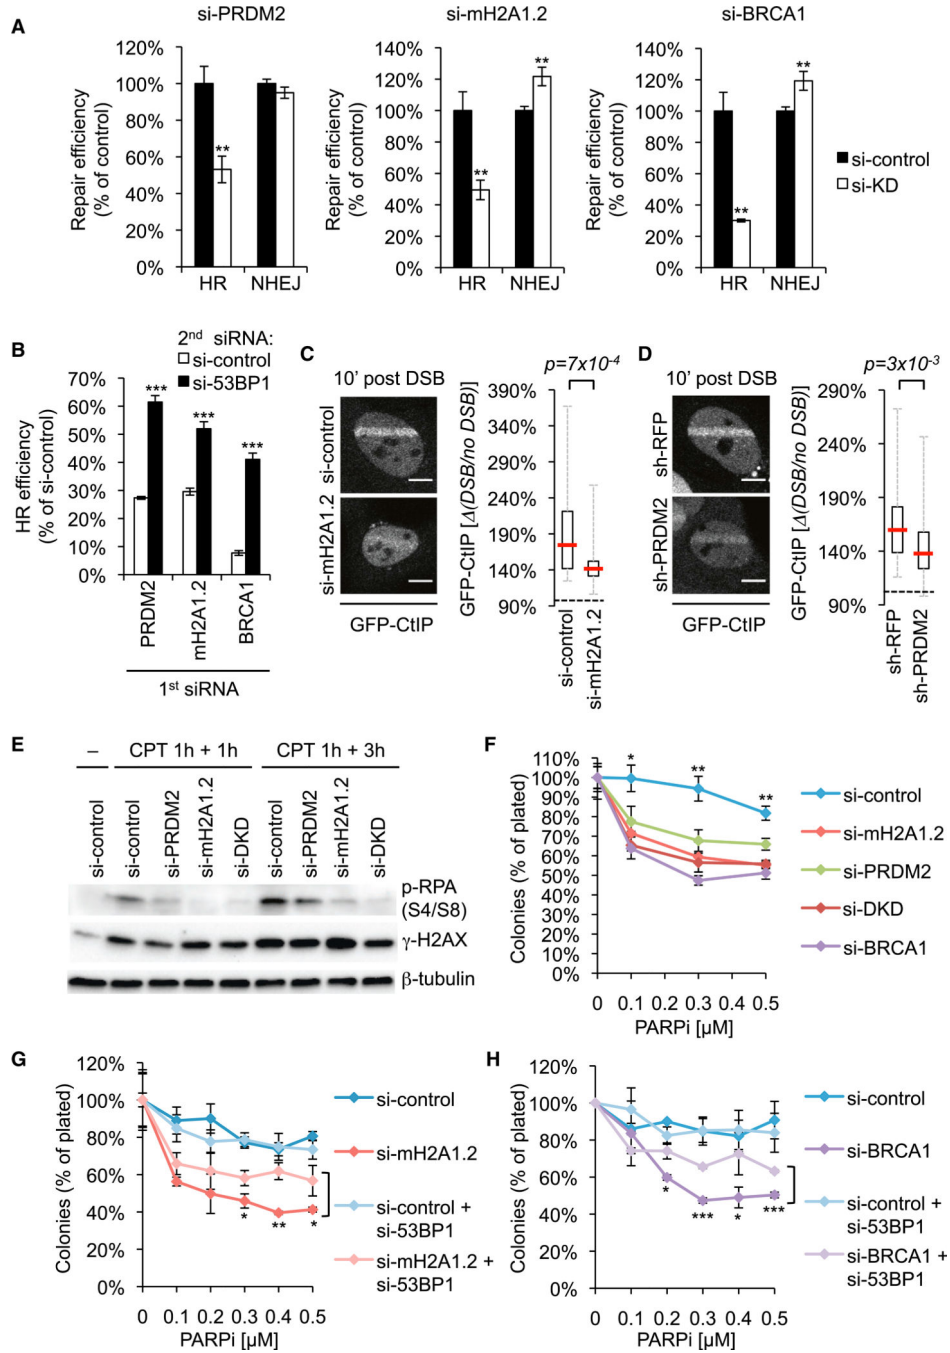 A
si-PRDM2
si-mH2A1.2
si-BRCA1
Repair efficiency
(% of control)
120%
100%
80%
60%
40%
20%
0%
**
HR
NHEJ
Repair efficiency
(% of control)
140%
120%
100%
80%
60%
40%
20%
0%
**
**
HR
NHEJ
Repair efficiency
(% of control)
140%
120%
100%
80%
60%
40%
20%
0%
**
**
HR
NHEJ
si-control
si-KD
B
2nd siRNA:
si-control
si-53BP1
HR efficiency
(% of si-control)
70%
60%
50%
40%
30%
20%
10%
0%
***
***
***
PRDM2
mH2A1.2
BRCA1
1st siRNA
C
10' post DSB
si-control
si-mH2A1.2
GFP-CtIP
p=7x10-4
GFP-CtIP [Δ(DSB/no DSB)]
390%
340%
290%
240%
190%
140%
90%
si-control
si-mH2A1.2
D
10' post DSB
sh-RFP
sh-PRDM2
GFP-CtIP
p=3x10-3
GFP-CtIP [Δ(DSB/no DSB)]
290%
240%
190%
140%
90%
sh-RFP
sh-PRDM2
E
–
CPT 1h + 1h
CPT 1h + 3h
si-control
si-control
si-PRDM2
si-mH2A1.2
si-DKD
si-control
si-PRDM2
si-mH2A1.2
si-DKD
p-RPA
(S4/S8)
γ-H2AX
β-tubulin
F
Colonies (% of plated)
110%
100%
90%
80%
70%
60%
50%
40%
30%
20%
10%
0%
*
**
**
0 0.1 0.2 0.3 0.4 0.5
PARPi [µM]
si-control
si-mH2A1.2
si-PRDM2
si-DKD
si-BRCA1
G
Colonies (% of plated)
120%
100%
80%
60%
40%
20%
0%
*
**
*
0 0.1 0.2 0.3 0.4 0.5
PARPi [µM]
si-control
si-mH2A1.2
si-control +
si-53BP1
si-mH2A1.2 +
si-53BP1
H
Colonies (% of plated)
120%
100%
80%
60%
40%
20%
0%
*
***
*
***
0 0.1 0.2 0.3 0.4 0.5
PARPi [µM]
si-control
si-BRCA1
si-control +
si-53BP1
si-BRCA1 +
si-53BP1